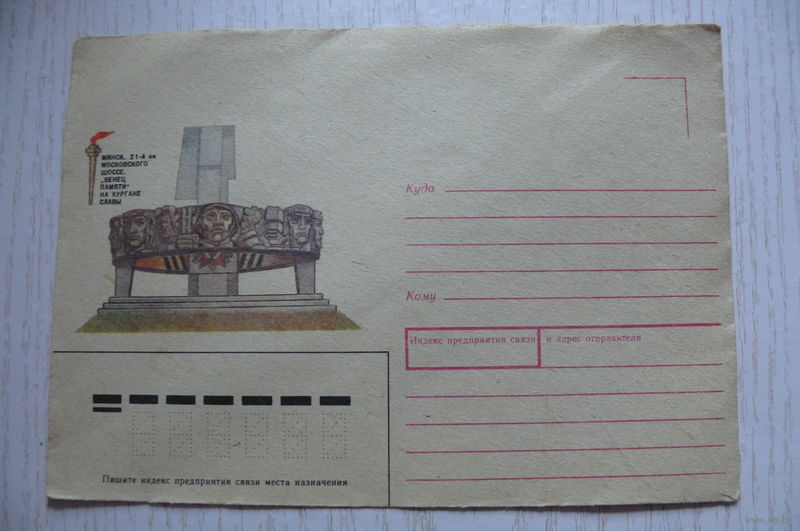 МИНСК. 21-й км
МОСКОВСКОГО
ШОССЕ.
„ВЕНЕЦ
ПАМЯТИ"
НА КУРГАНЕ
СЛАВЫ
Куда
Кому
Индекс предприятия связи и адрес отправителя
Пишите индекс предприятия связи места назначения